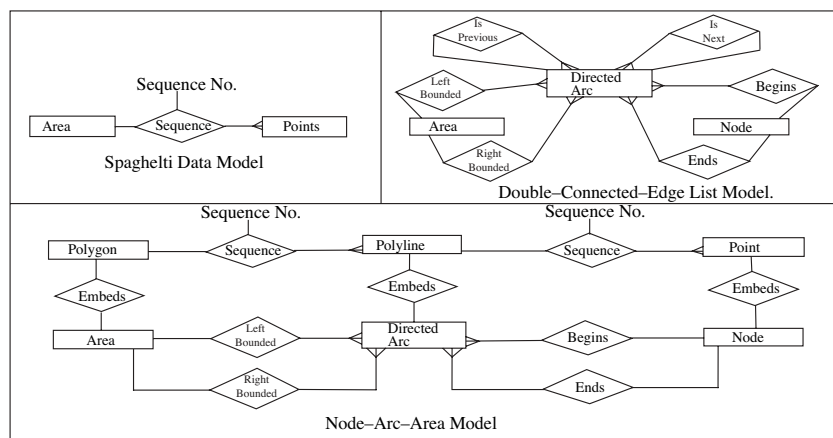 Sequence No.
Area
Sequence
Points
Spaghelti Data Model
Is
Previous
Is
Next
Left
Bounded
Directed
Arc
Begins
Area
Node
Right
Bounded
Ends
Double–Connected–Edge List Model.
Sequence No.
Sequence No.
Polygon
Sequence
Polyline
Sequence
Point
Embeds
Embeds
Embeds
Area
Left
Bounded
Directed
Arc
Begins
Node
Right
Bounded
Ends
Node–Arc–Area Model